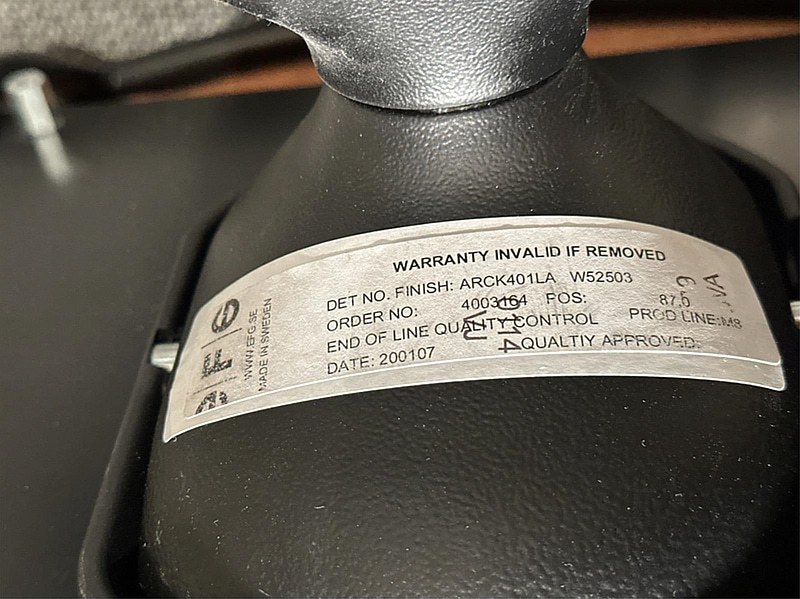 WARRANTY INVALID IF REMOVED
DET NO. FINISH: ARCK401LA W52503
ORDER NO: 4003164 POS: 87.0
END OF LINE QUALITY CONTROL PROD LINE:M8
DATE: 200107 QUALTIY APPROVED:
WWW.EFG.SE
MADE IN SWEDEN